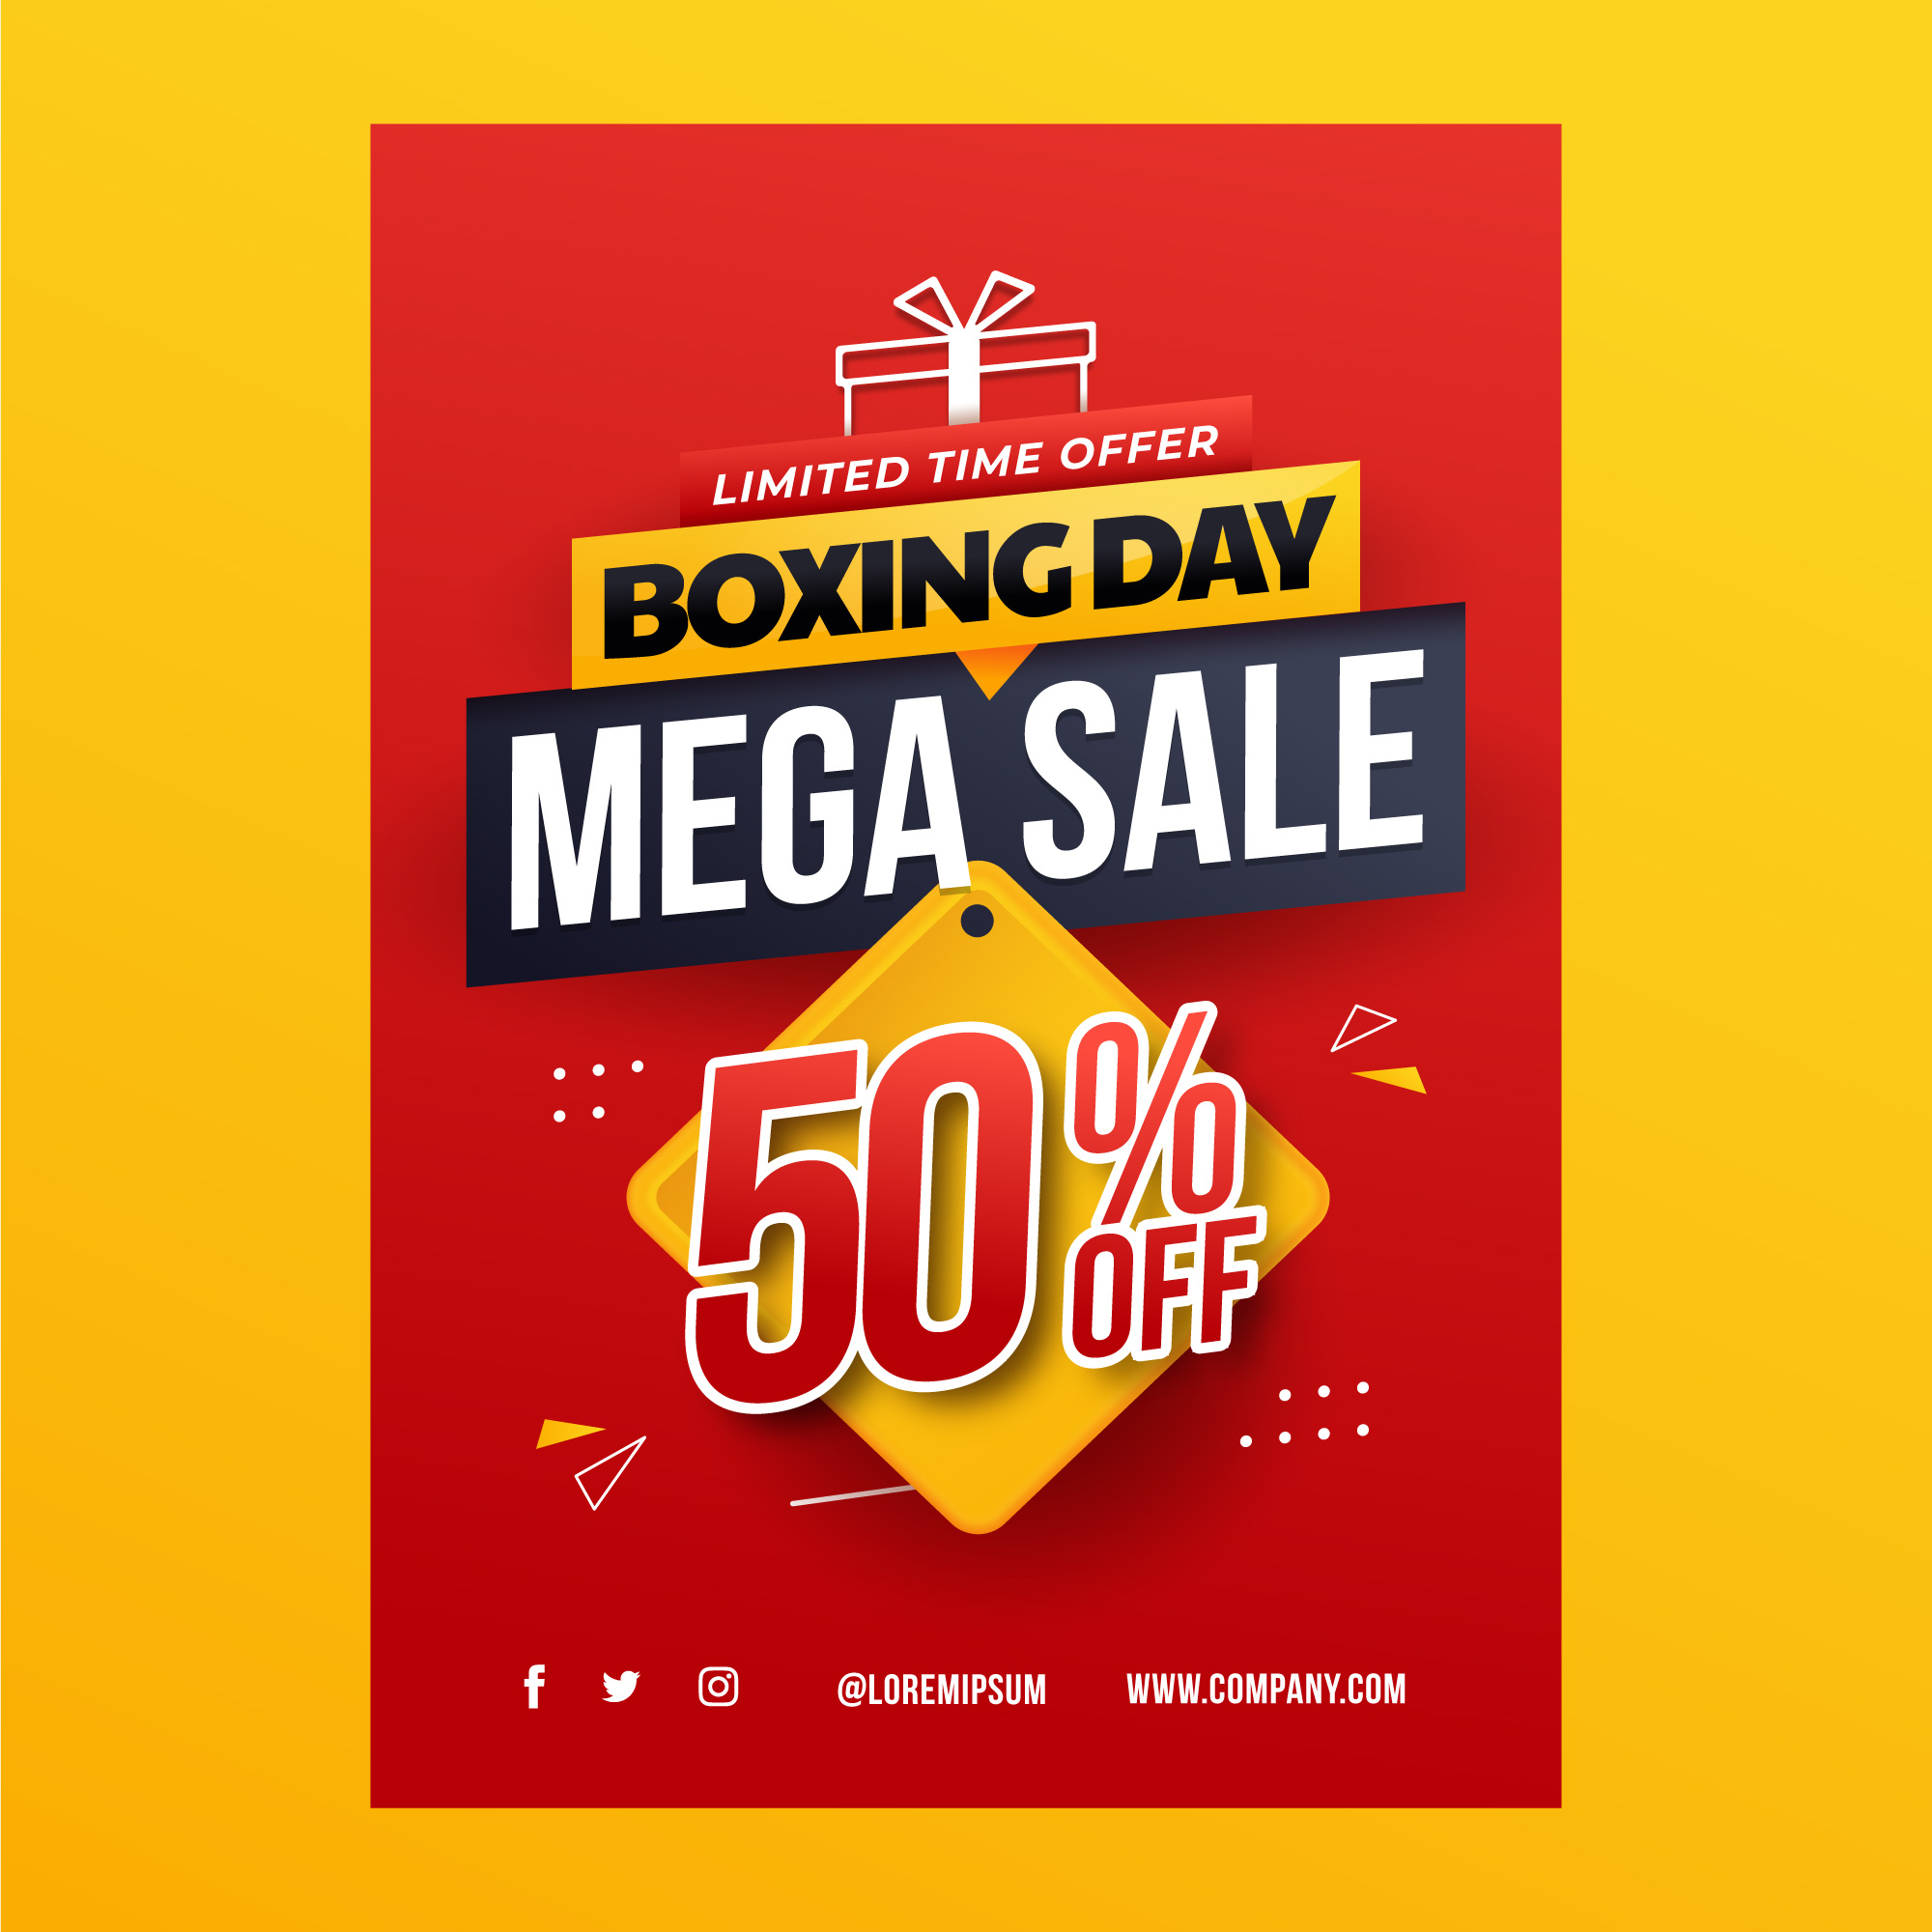 LIMITED TIME OFFER
BOXING DAY
MEGA SALE
50%
OFF
@LOREMIPSUM WWW.COMPANY.COM